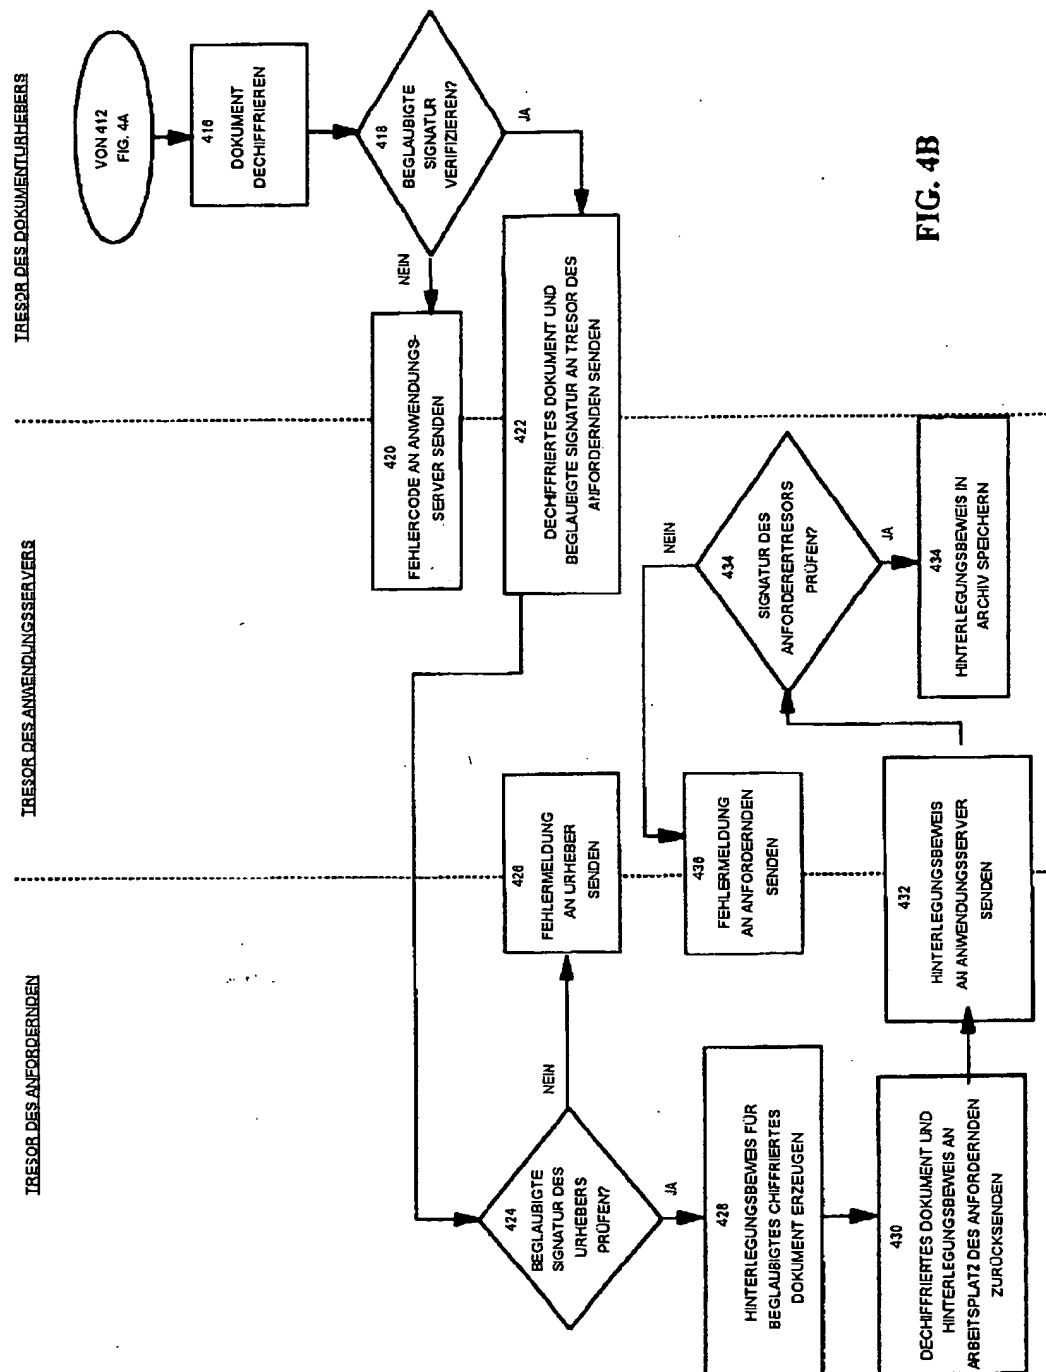 TRESOR DES ANFORDERNDEN
TRESOR DES ANWENDUNGSSERVERS
TRESOR DES DOKUMENTURHEBERS
VON 412
FIG. 4A
416
DOKUMENT
DECHIFFRIEREN
418
BEGLAUBIGTE
SIGNATUR
VERIFIZIEREN?
NEIN
JA
420
FEHLERCODE AN ANWENDUNGS-
SERVER SENDEN
422
DECHIFFRIERTES DOKUMENT UND
BEGLAUBIGTE SIGNATUR AN TRESOR DES
ANFORDERNDEN SENDEN
424
BEGLAUBIGTE
SIGNATUR DES
URHEBERS
PRÜFEN?
NEIN
JA
426
FEHLERMELDUNG
AN URHEBER
SENDEN
428
HINTERLEGUNGSBEWEIS FÜR
BEGLAUBIGTES CHIFFRIERTES
DOKUMENT ERZEUGEN
430
DECHIFFRIERTES DOKUMENT UND
HINTERLEGUNGSBEWEIS AN
ARBEITSPLATZ DES ANFORDERNDEN
ZURÜCKSENDEN
432
HINTERLEGUNGSBEWEIS
AN ANWENDUNGSSERVER
SENDEN
434
SIGNATUR DES
ANFORDERERTRESORS
PRÜFEN?
NEIN
JA
436
FEHLERMELDUNG
AN ANFORDERNDEN
SENDEN
434
HINTERLEGUNGSBEWEIS IN
ARCHIV SPEICHERN
FIG. 4B